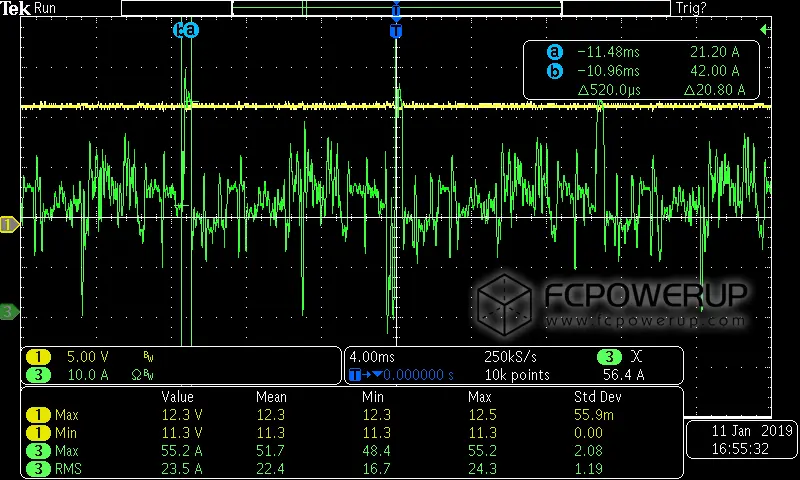 Tek Run Trig?
b a T
a −11.48ms 21.20 A
b −10.96ms 42.00 A
△520.0μs △20.80 A
1
3
FCPOWERUP
www.fcpowerup.com
1 5.00 V BW
3 10.0 A ΩBW
4.00ms 250kS/s 3 X
T→▼0.000000 s 10k points 56.4 A
Value Mean Min Max Std Dev
1 Max 12.3 V 12.3 12.3 12.5 55.9m
1 Min 11.3 V 11.3 11.3 11.3 0.00
3 Max 55.2 A 51.7 48.4 55.2 2.08
3 RMS 23.5 A 22.4 16.7 24.3 1.19
11 Jan 2019
16:55:32